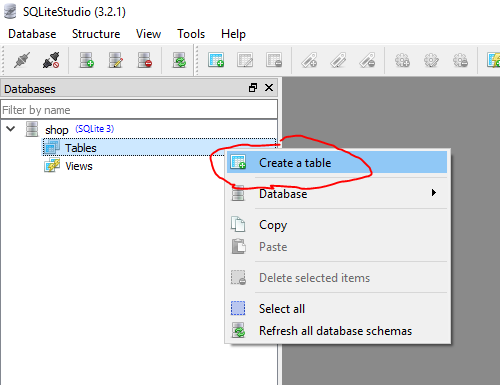 SQLiteStudio (3.2.1)
Database Structure View Tools Help
Databases
Filter by name
shop (SQLite 3)
Tables
Views
Create a table
Database
Copy
Paste
Delete selected items
Select all
Refresh all database schemas